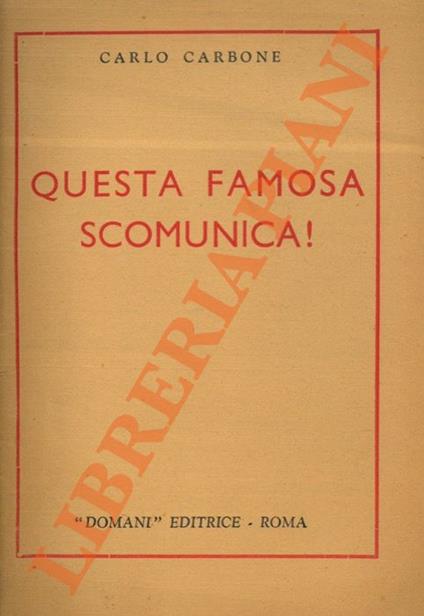 CARLO CARBONE
QUESTA FAMOSA
SCOMUNICA!
"DOMANI" EDITRICE - ROMA
LIBRERIA PIANI